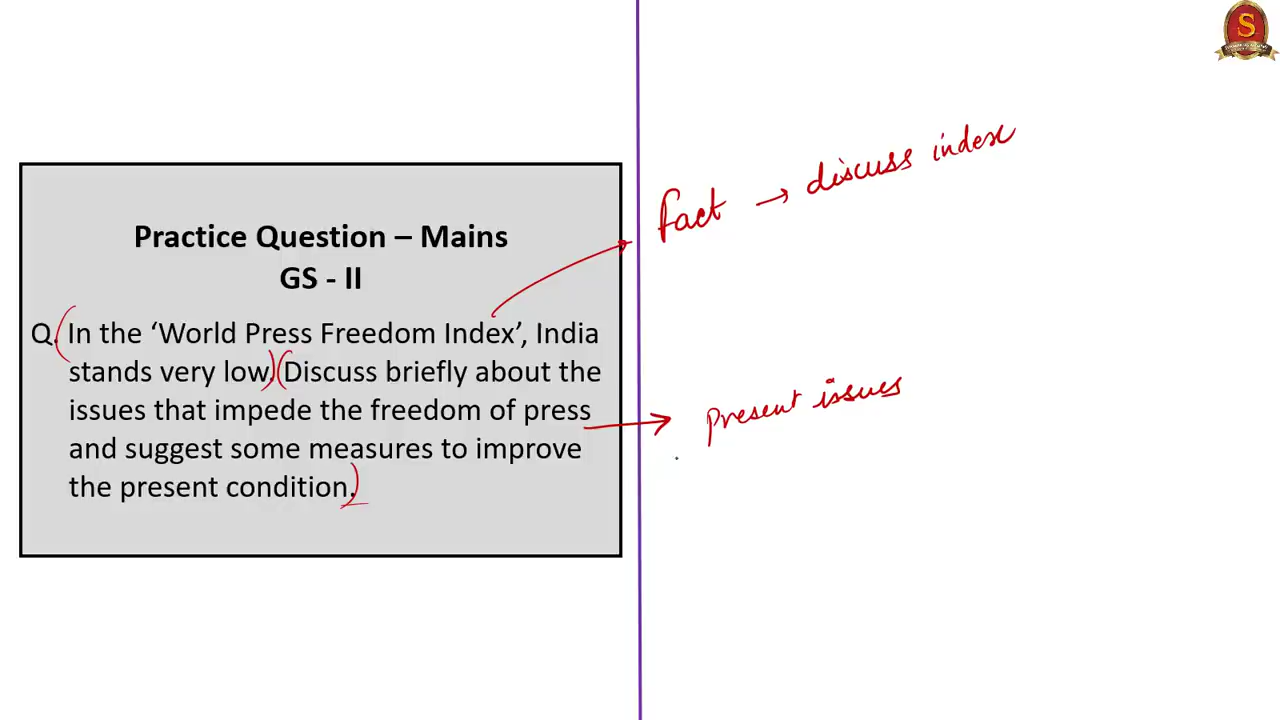 Practice Question – Mains
GS - II
Q. In the ‘World Press Freedom Index’, India
stands very low. Discuss briefly about the
issues that impede the freedom of press
and suggest some measures to improve
the present condition.
fact → discuss index
present issues
S